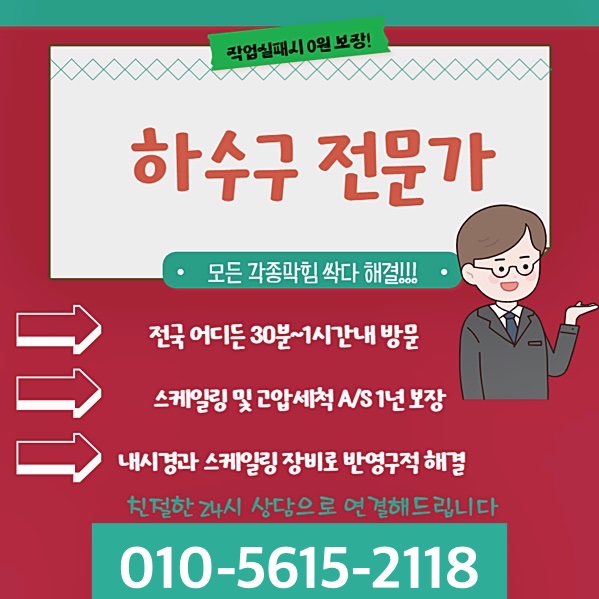 작업실패시 0원 보장!
하수구 전문가
모든 각종막힘 싹다 해결!!!
전국 어디든 30분~1시간내 방문
스케일링 및 고압세척 A/S 1년 보장
내시경과 스케일링 장비로 반영구적 해결
친절한 24시 상담으로 연결해드립니다
010-5615-2118